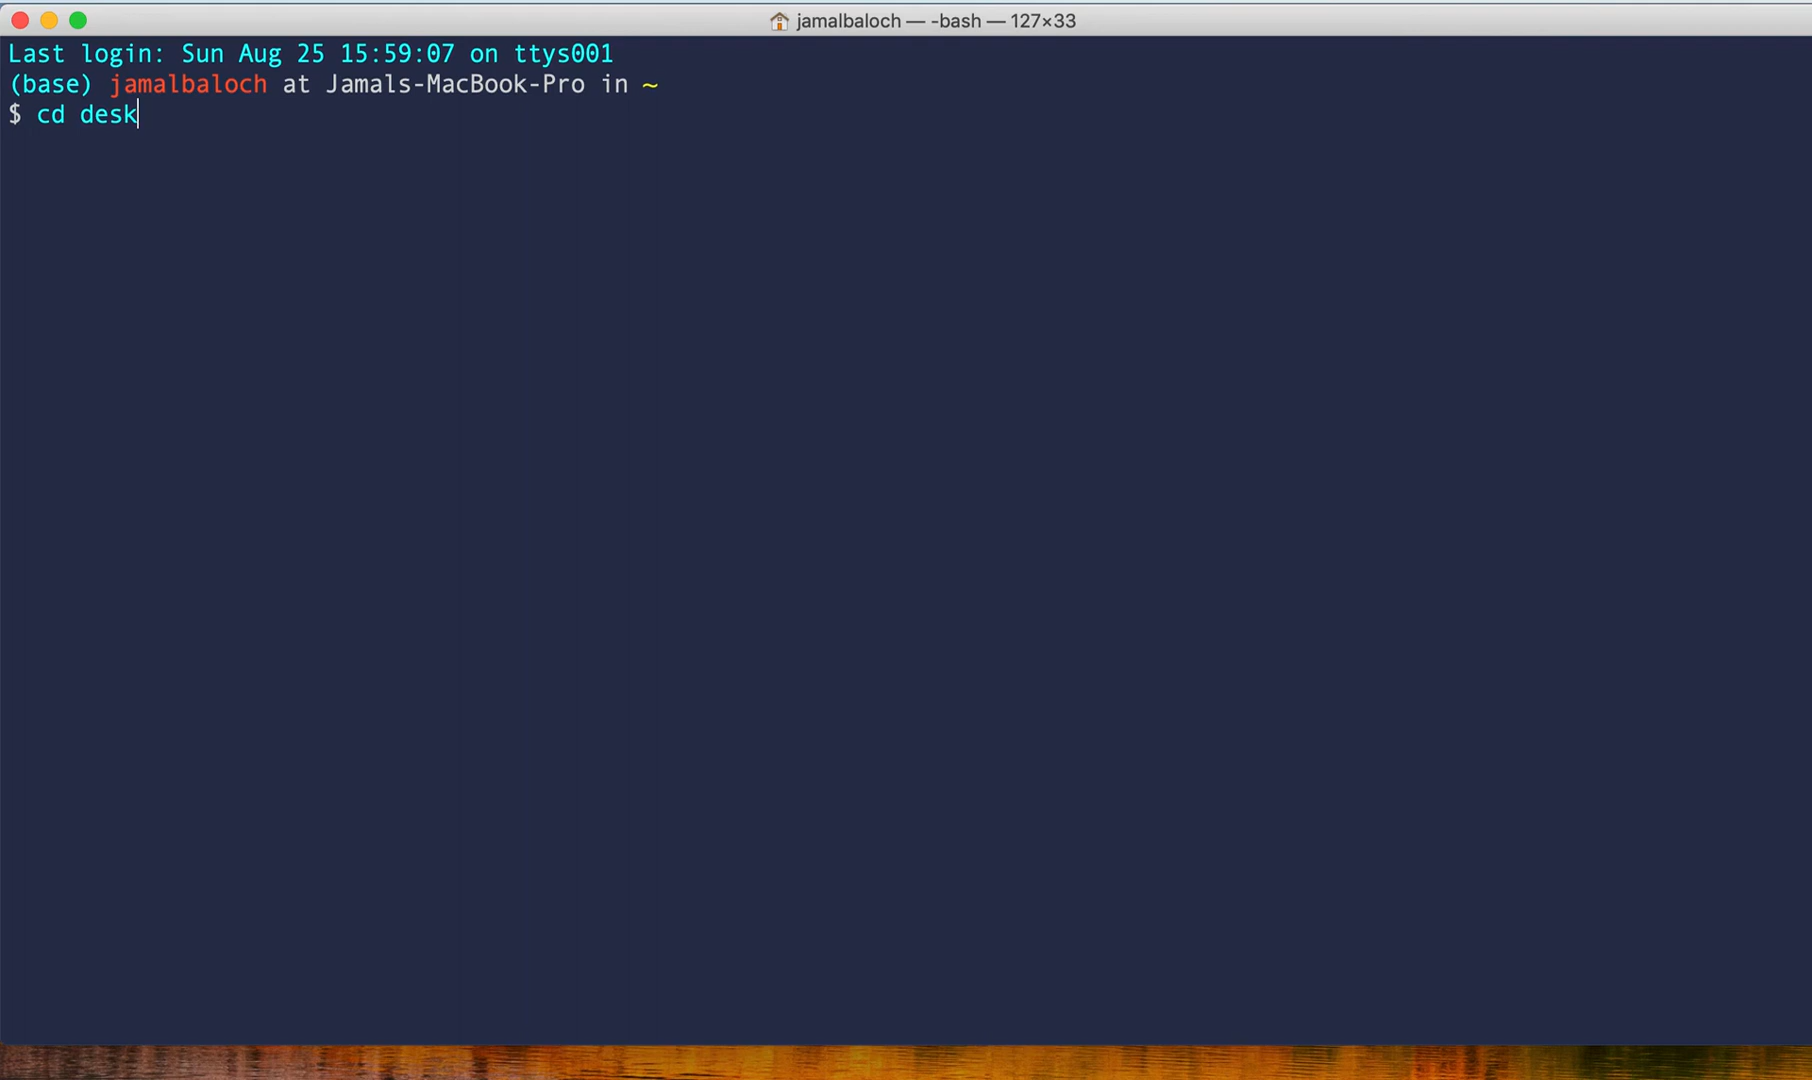 jamalbaloch — -bash — 127×33
Last login: Sun Aug 25 15:59:07 on ttys001
(base) jamalbaloch at Jamals-MacBook-Pro in ~
$ cd desk